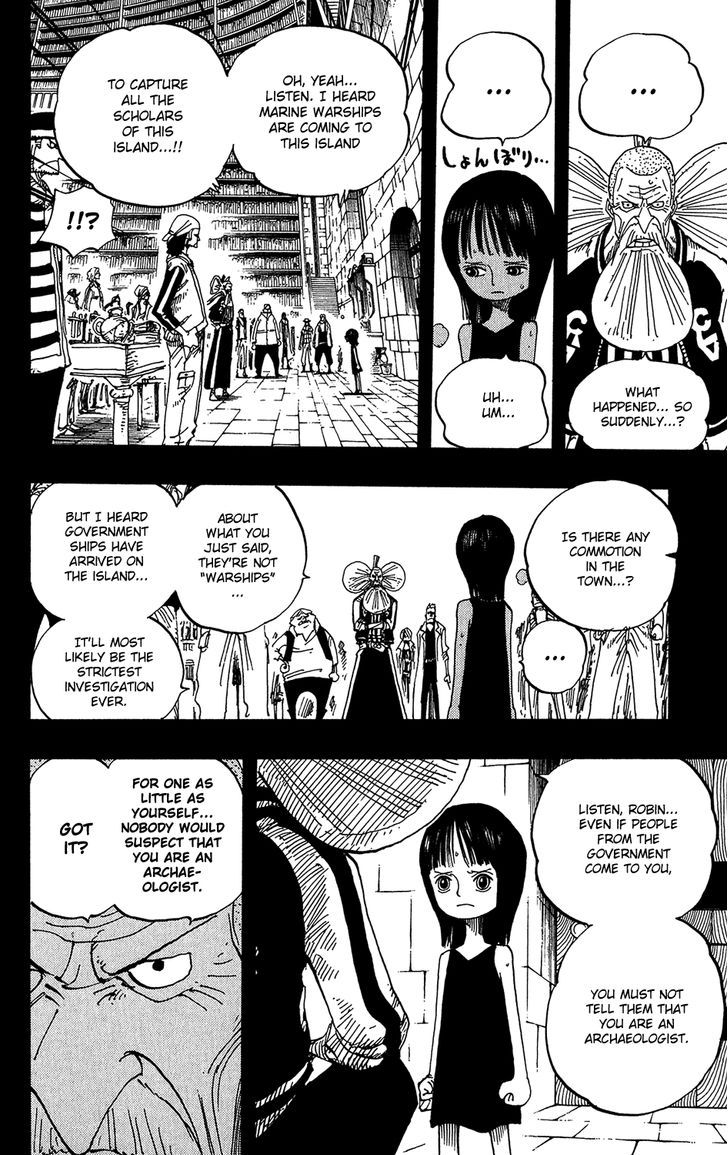 ...
WHAT
HAPPENED... SO
SUDDENLY...?
...
しょんぼり...
UH...
UM...
OH, YEAH...
LISTEN. I HEARD
MARINE WARSHIPS
ARE COMING TO
THIS ISLAND
TO CAPTURE
ALL THE
SCHOLARS
OF THIS
ISLAND...!!
!!?
IS THERE ANY
COMMOTION
IN THE
TOWN...?
...
ABOUT
WHAT YOU
JUST SAID,
THEY'RE NOT
"WARSHIPS"
...
BUT I HEARD
GOVERNMENT
SHIPS HAVE
ARRIVED ON
THE ISLAND...
IT'LL MOST
LIKELY BE THE
STRICTEST
INVESTIGATION
EVER.
LISTEN, ROBIN...
EVEN IF PEOPLE
FROM THE
GOVERNMENT
COME TO YOU,
YOU MUST NOT
TELL THEM THAT
YOU ARE AN
ARCHAEOLOGIST.
FOR ONE AS
LITTLE AS
YOURSELF...
NOBODY WOULD
SUSPECT THAT
YOU ARE AN
ARCHAE-
OLOGIST.
GOT
IT?